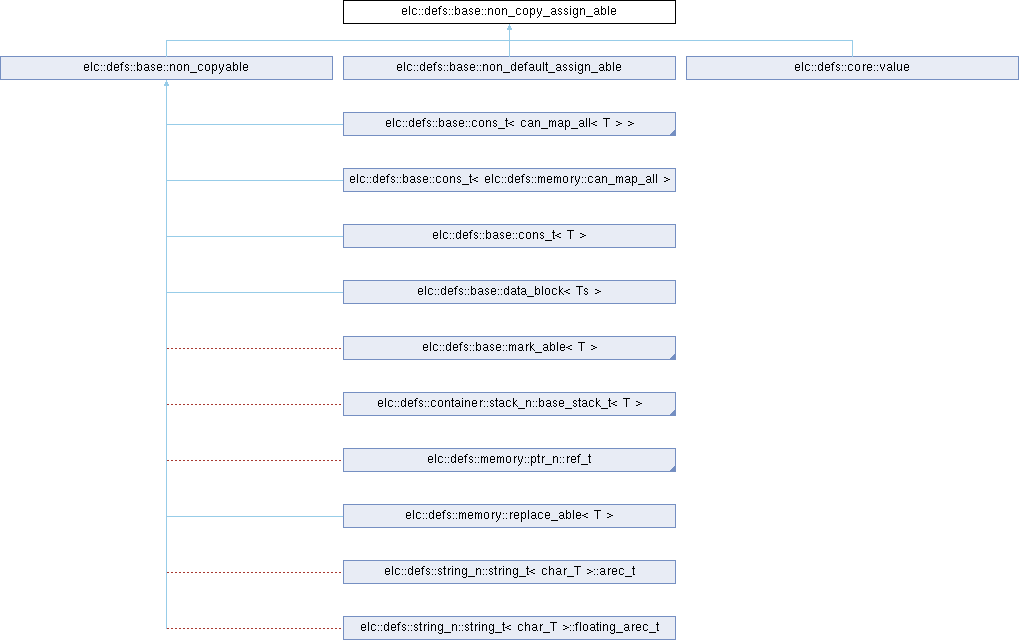 elc::defs::base::non_copy_assign_able
elc::defs::base::non_copyable
elc::defs::base::non_default_assign_able
elc::defs::core::value
elc::defs::base::cons_t< can_map_all< T > >
elc::defs::base::cons_t< elc::defs::memory::can_map_all >
elc::defs::base::cons_t< T >
elc::defs::base::data_block< Ts >
elc::defs::base::mark_able< T >
elc::defs::container::stack_n::base_stack_t< T >
elc::defs::memory::ptr_n::ref_t
elc::defs::memory::replace_able< T >
elc::defs::string_n::string_t< char_T >::arec_t
elc::defs::string_n::string_t< char_T >::floating_arec_t